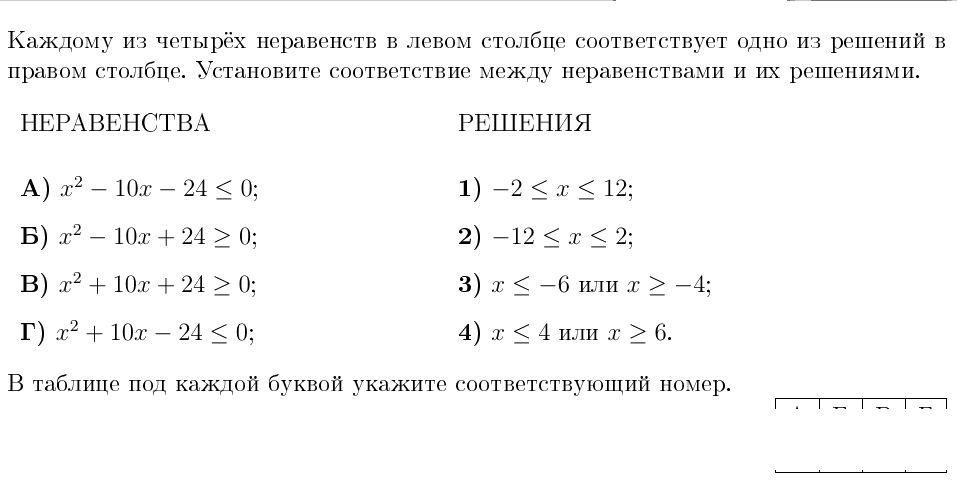 Каждому из четырёх неравенств в левом столбце соответствует одно из решений в
правом столбце. Установите соответствие между неравенствами и их решениями.
НЕРАВЕНСТВА РЕШЕНИЯ
А) x² − 10x − 24 ≤ 0; 1) −2 ≤ x ≤ 12;
Б) x² − 10x + 24 ≥ 0; 2) −12 ≤ x ≤ 2;
В) x² + 10x + 24 ≥ 0; 3) x ≤ −6 или x ≥ −4;
Г) x² + 10x − 24 ≤ 0; 4) x ≤ 4 или x ≥ 6.
В таблице под каждой буквой укажите соответствующий номер.